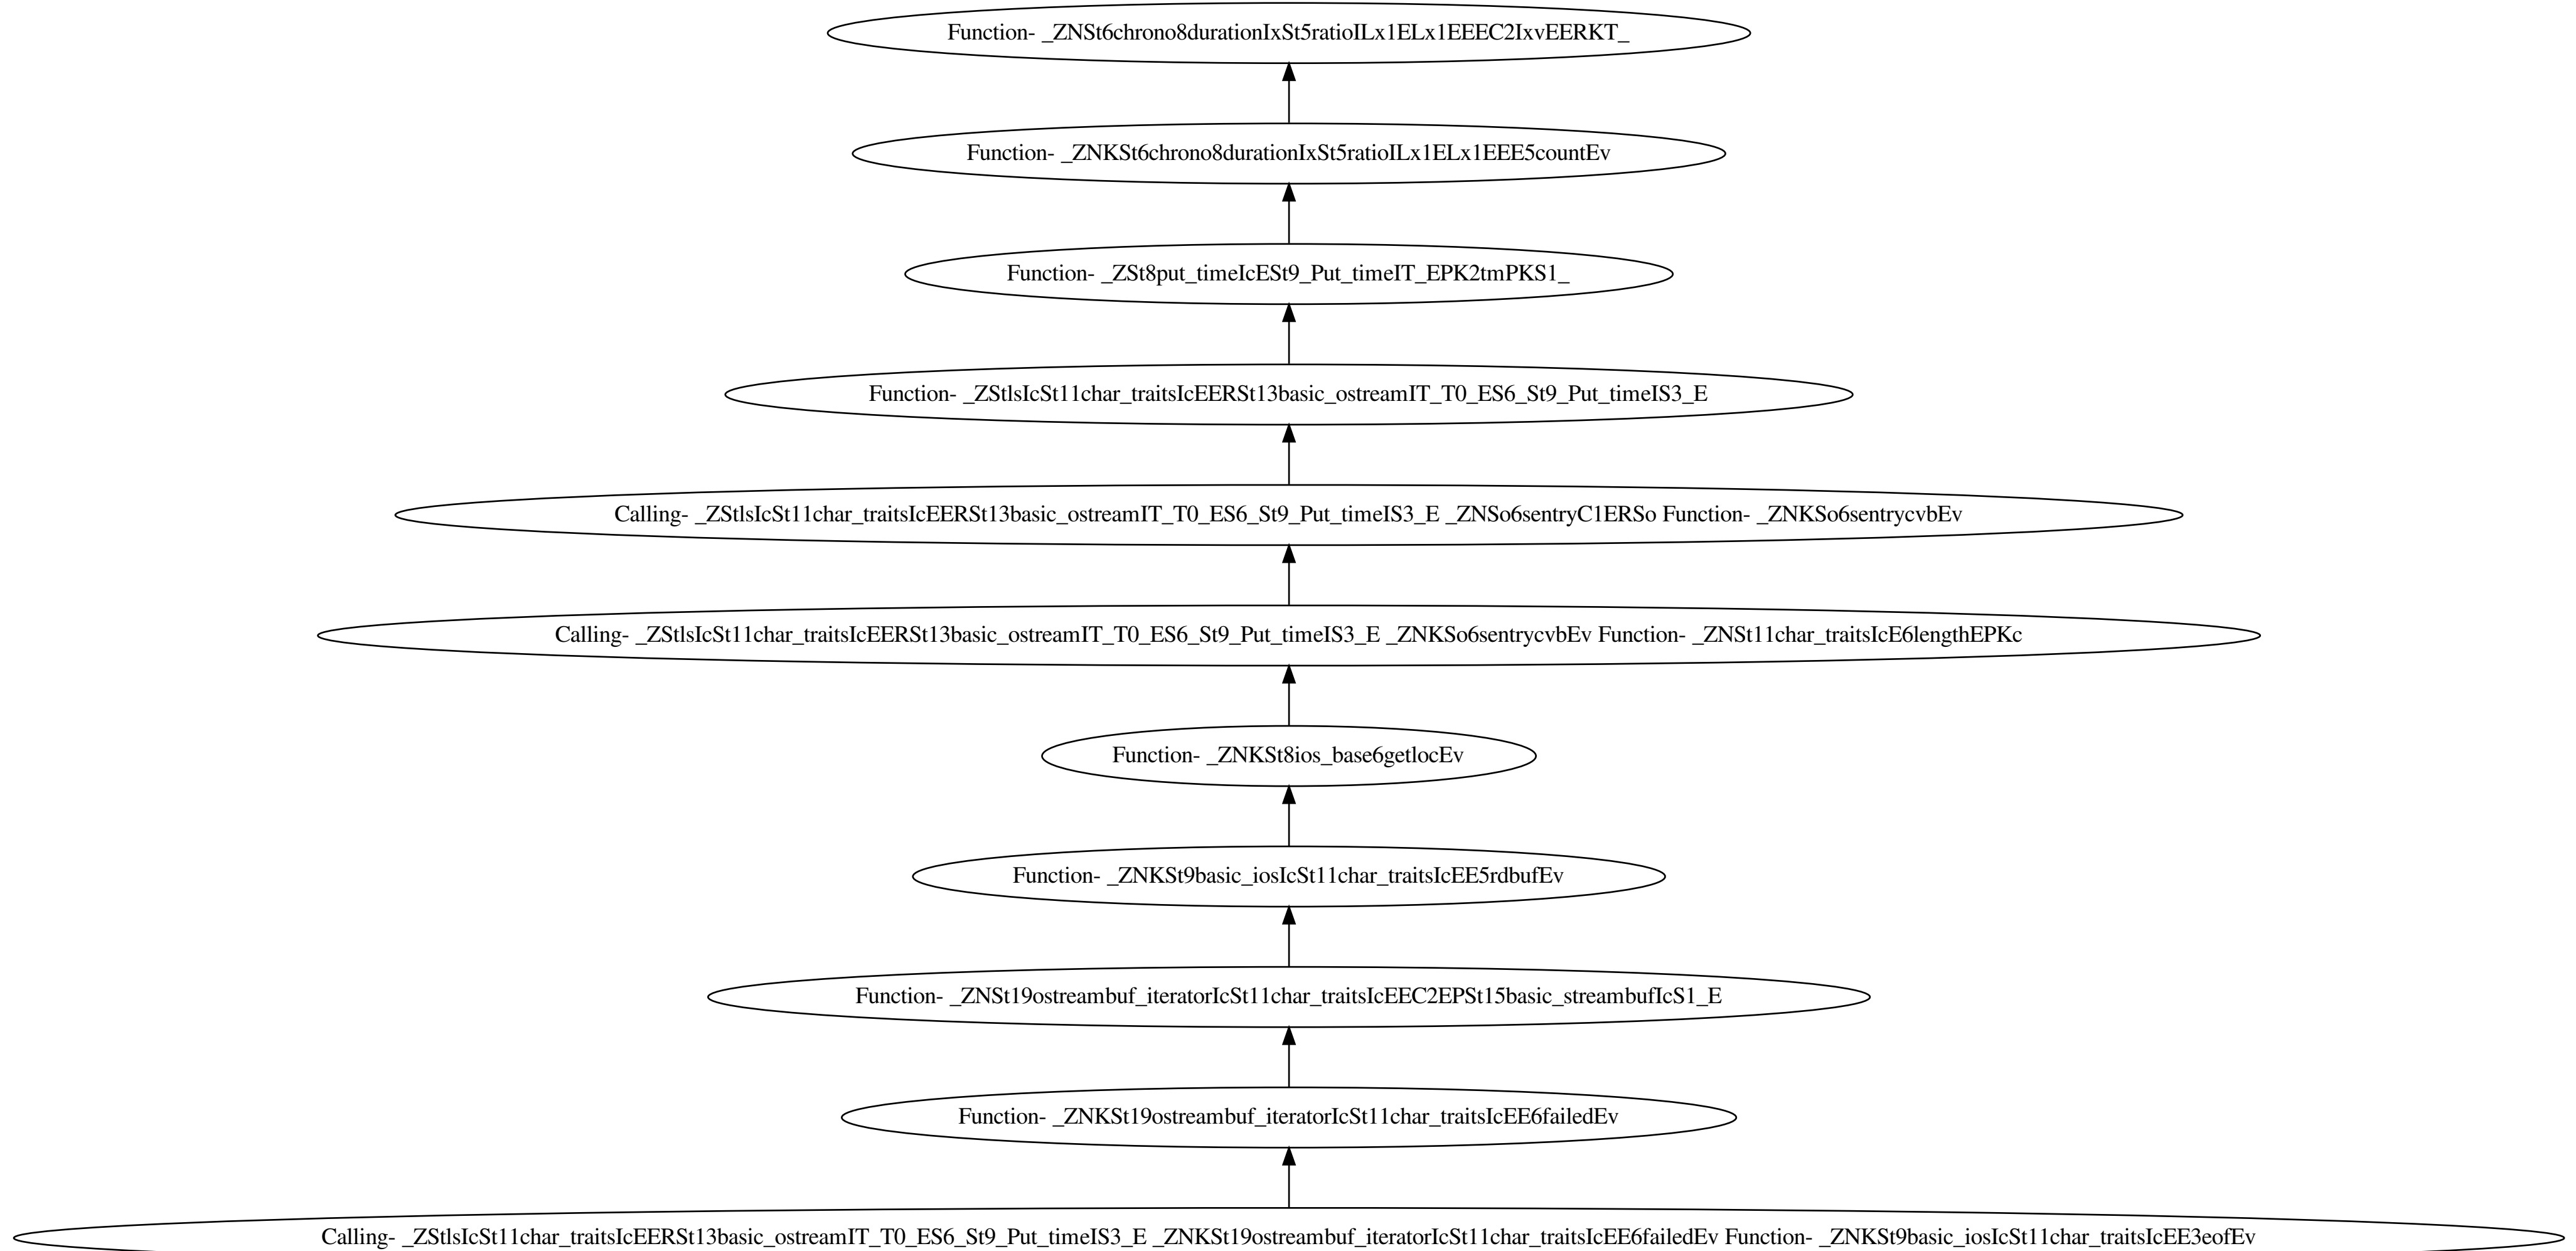 Function- _ZNSt6chrono8durationIxSt5ratioILx1ELx1EEEC2IxvEERKT_
Function- _ZNKSt6chrono8durationIxSt5ratioILx1ELx1EEE5countEv
Function- _ZSt8put_timeIcESt9_Put_timeIT_EPK2tmPKS1_
Function- _ZStlsIcSt11char_traitsIcEERSt13basic_ostreamIT_T0_ES6_St9_Put_timeIS3_E
Calling- _ZStlsIcSt11char_traitsIcEERSt13basic_ostreamIT_T0_ES6_St9_Put_timeIS3_E _ZNSo6sentryC1ERSo Function- _ZNKSo6sentrycvbEv
Calling- _ZStlsIcSt11char_traitsIcEERSt13basic_ostreamIT_T0_ES6_St9_Put_timeIS3_E _ZNKSo6sentrycvbEv Function- _ZNSt11char_traitsIcE6lengthEPKc
Function- _ZNKSt8ios_base6getlocEv
Function- _ZNKSt9basic_iosIcSt11char_traitsIcEE5rdbufEv
Function- _ZNSt19ostreambuf_iteratorIcSt11char_traitsIcEEC2EPSt15basic_streambufIcS1_E
Function- _ZNKSt19ostreambuf_iteratorIcSt11char_traitsIcEE6failedEv
Calling- _ZStlsIcSt11char_traitsIcEERSt13basic_ostreamIT_T0_ES6_St9_Put_timeIS3_E _ZNKSt19ostreambuf_iteratorIcSt11char_traitsIcEE6failedEv Function- _ZNKSt9basic_iosIcSt11char_traitsIcEE3eofEv